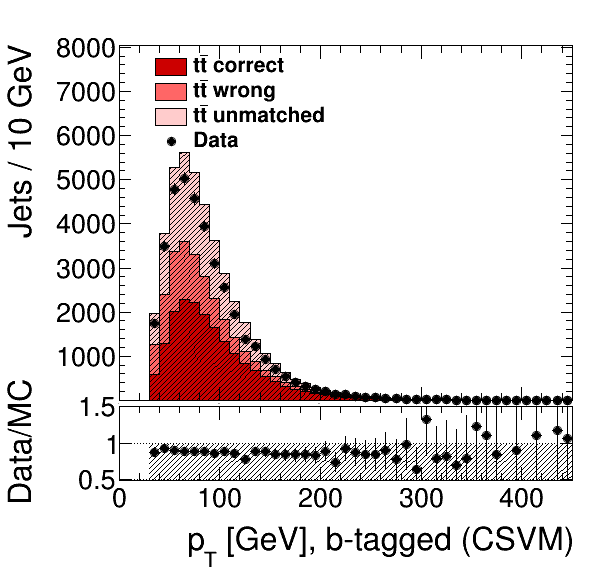 Jets / 10 GeV
8000
7000
6000
5000
4000
3000
2000
1000
tt̄ correct
tt̄ wrong
tt̄ unmatched
Data
Data/MC
1.5
1
0.5
0 100 200 300 400
p_T [GeV], b-tagged (CSVM)